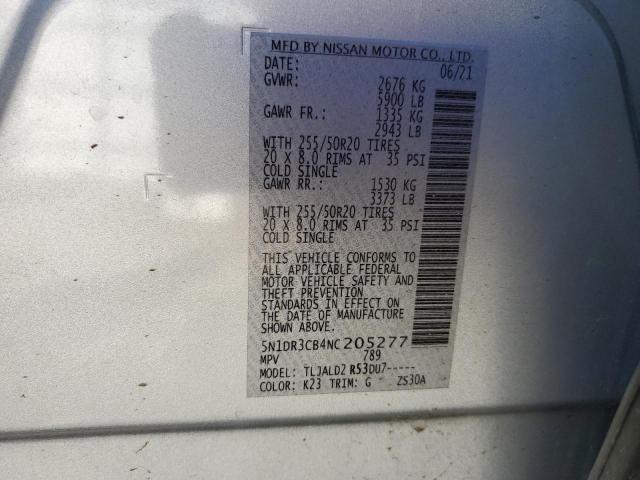 MFD BY NISSAN MOTOR CO., LTD.
DATE: 06/21
GVWR: 2676 KG
5900 LB
GAWR FR.: 1335 KG
2943 LB
WITH 255/50R20 TIRES
20 X 8.0 RIMS AT 35 PSI
COLD SINGLE
GAWR RR.: 1530 KG
3373 LB
WITH 255/50R20 TIRES
20 X 8.0 RIMS AT 35 PSI
COLD SINGLE
THIS VEHICLE CONFORMS TO
ALL APPLICABLE FEDERAL
MOTOR VEHICLE SAFETY AND
THEFT PREVENTION
STANDARDS IN EFFECT ON
THE DATE OF MANUFACTURE
SHOWN ABOVE.
5N1DR3CB4NC205277
MPV 789
MODEL: TLJALD2 R53DU7-----
COLOR: K23 TRIM: G ZS30A